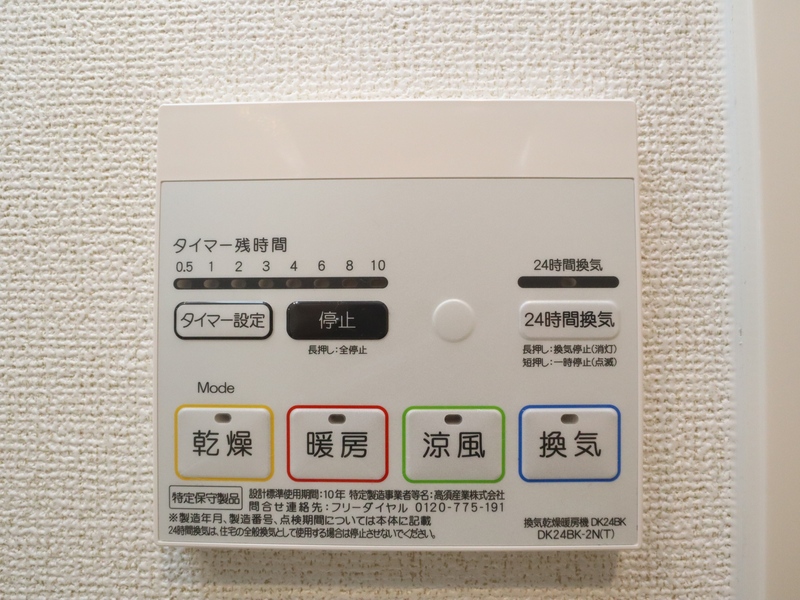 タイマー残時間
0.5 1 2 3 4 6 8 10
24時間換気
タイマー設定
停止
24時間換気
長押し:全停止
長押し:換気停止(消灯)
短押し:一時停止(点滅)
Mode
乾燥
暖房
涼風
換気
特定保守製品
設計標準使用期間:10年 特定製造事業者等名:高須産業株式会社
問合せ連絡先:フリーダイヤル 0120-775-191
※製造年月、製造番号、点検期間については本体に記載
24時間換気は、住宅の全般換気として使用する場合は停止させないでください。
換気乾燥暖房機 DK24BK
DK24BK-2N(T)